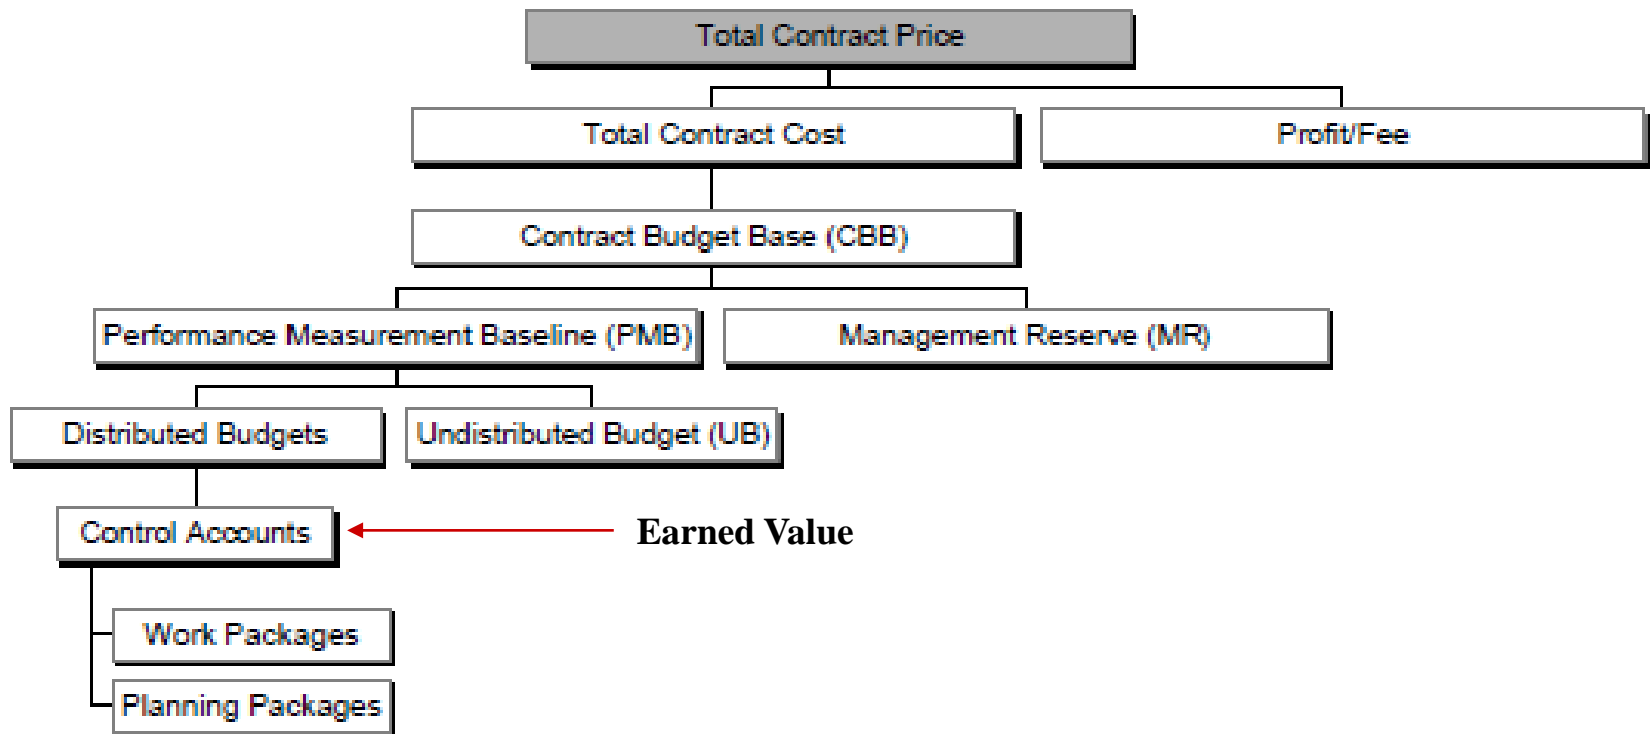 Total Contract Price
Total Contract Cost
Profit/Fee
Contract Budget Base (CBB)
Performance Measurement Baseline (PMB)
Management Reserve (MR)
Distributed Budgets
Undistributed Budget (UB)
Control Accounts
Earned Value
Work Packages
Planning Packages